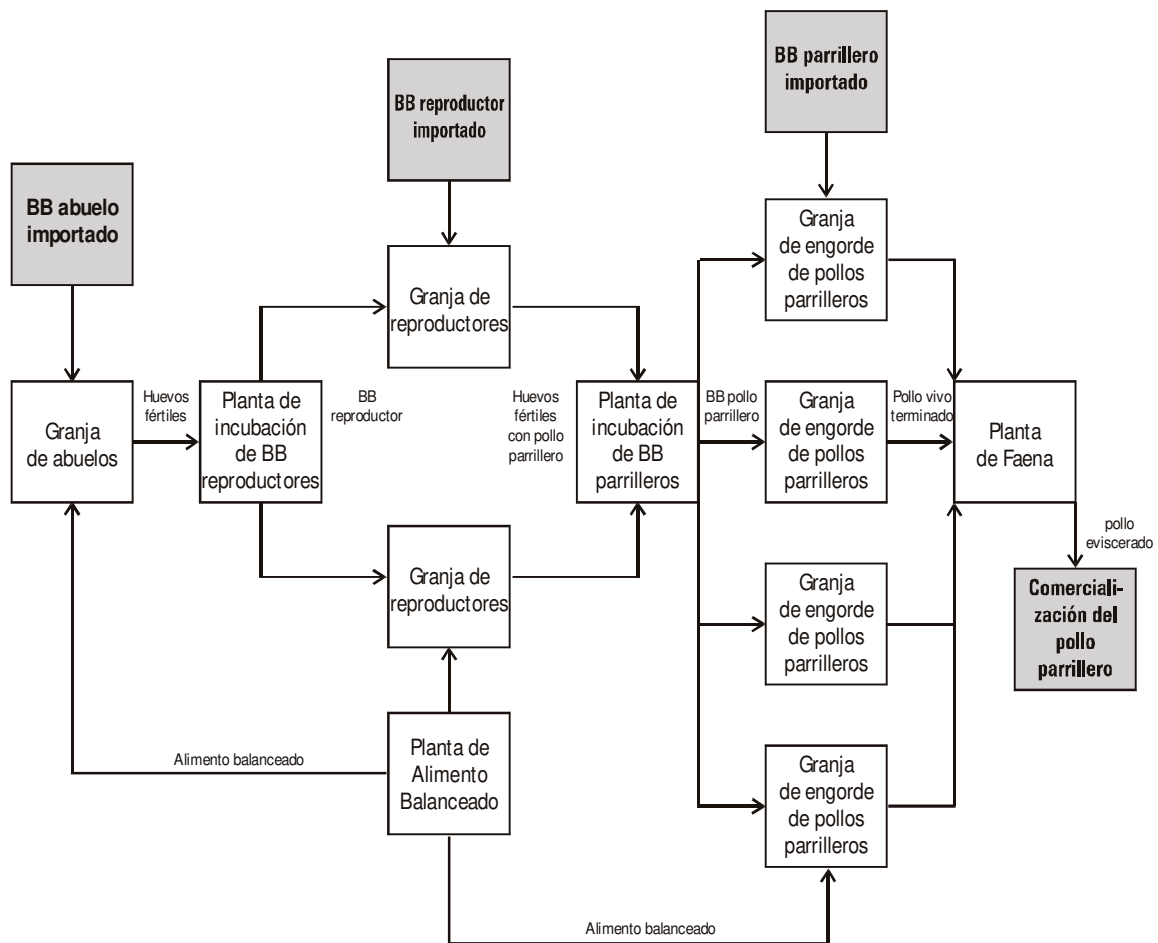 BB parrillero
importado
BB reproductor
importado
BB abuelo
importado
Granja
de engorde
de pollos
parrilleros
Granja de
reproductores
Granja
de abuelos
Huevos
fértiles
Planta de
incubación
de BB
reproductores
BB
reproductor
Huevos
fértiles
con pollo
parrillero
Planta de
incubación
de BB
parrilleros
BB pollo
parrillero
Granja
de engorde
de pollos
parrilleros
Pollo vivo
terminado
Planta
de Faena
pollo
eviscerado
Granja de
reproductores
Granja
de engorde
de pollos
parrilleros
Comerciali-
zación del
pollo
parrillero
Alimento balanceado
Planta de
Alimento
Balanceado
Granja
de engorde
de pollos
parrilleros
Alimento balanceado